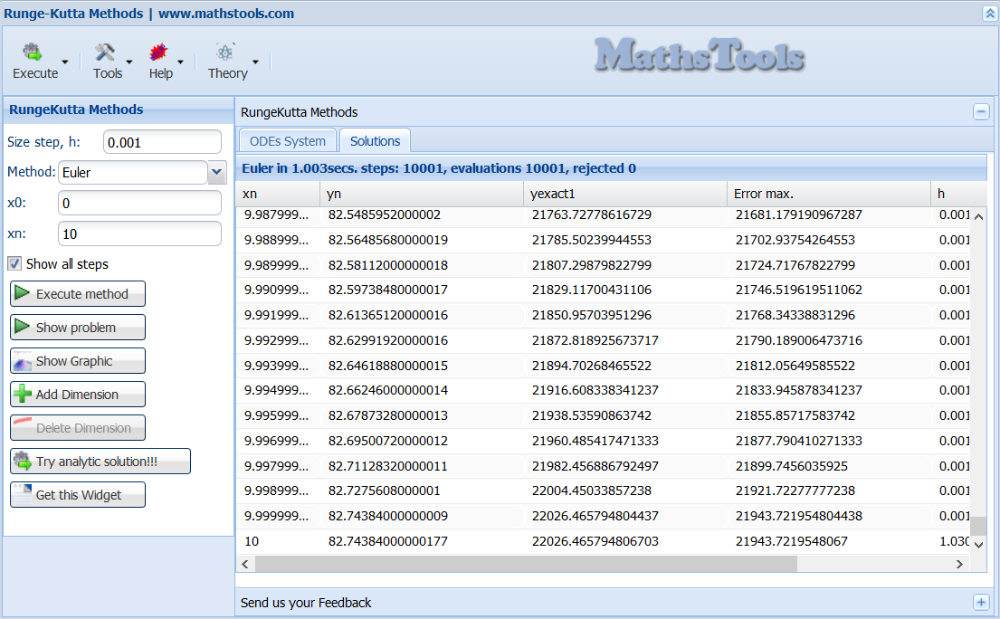 Runge-Kutta Methods | www.mathstools.com
Execute Tools Help Theory
MathsTools
RungeKutta Methods
Size step, h: 0.001
Method: Euler
x0: 0
xn: 10
Show all steps
Execute method
Show problem
Show Graphic
Add Dimension
Delete Dimension
Try analytic solution!!!
Get this Widget
RungeKutta Methods
ODEs System Solutions
Euler in 1.003secs. steps: 10001, evaluations 10001, rejected 0
xn yn yexact1 Error max. h
9.987999... 82.5485952000002 21763.72778616729 21681.179190967287 0.001
9.988999... 82.56485680000019 21785.50239944553 21702.93754264553 0.001
9.989999... 82.58112000000018 21807.29879822799 21724.71767822799 0.001
9.990999... 82.59738480000017 21829.11700431106 21746.519619511062 0.001
9.991999... 82.61365120000016 21850.95703951296 21768.34338831296 0.001
9.992999... 82.62991920000016 21872.818925673717 21790.189006473716 0.001
9.993999... 82.64618880000015 21894.70268465522 21812.05649585522 0.001
9.994999... 82.66246000000014 21916.608338341237 21833.945878341237 0.001
9.995999... 82.67873280000013 21938.53590863742 21855.85717583742 0.001
9.996999... 82.69500720000012 21960.485417471333 21877.790410271333 0.001
9.997999... 82.71128320000011 21982.456886792497 21899.7456035925 0.001
9.998999... 82.7275608000001 22004.45033857238 21921.72277777238 0.001
9.999999... 82.74384000000009 22026.465794804437 21943.721954804438 0.001
10 82.74384000000177 22026.465794806703 21943.7219548067 1.030
Send us your Feedback